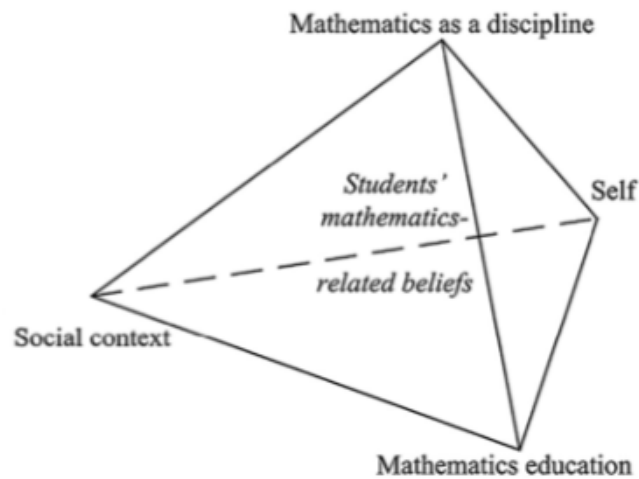 Mathematics as a discipline
Students’
Self
mathematics-
related beliefs
Social context
Mathematics education